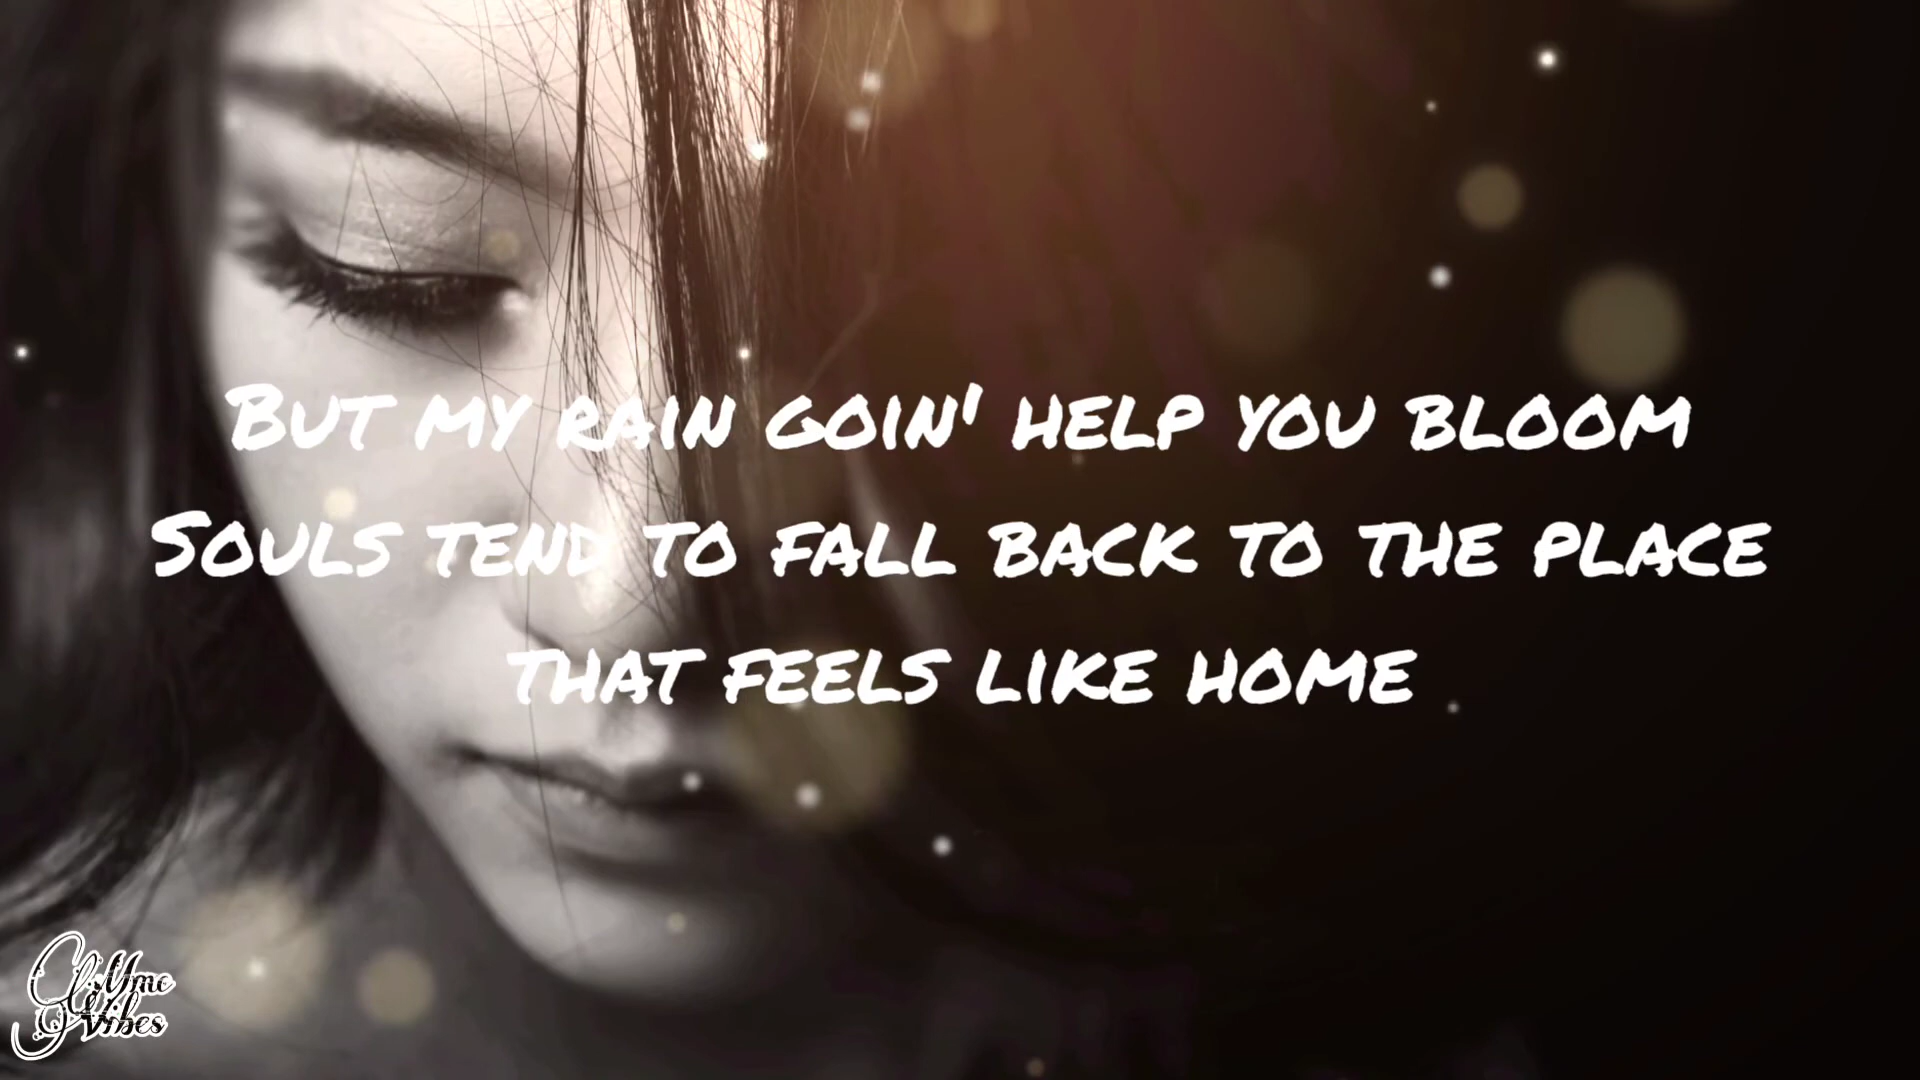 But my rain goin' help you bloom
Souls tend to fall back to the place
that feels like home
Vibes